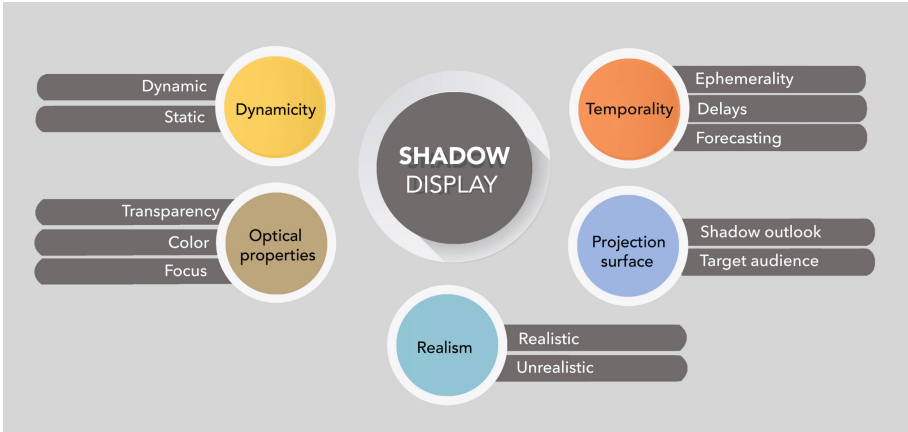 Dynamic
Static
Dynamicity
Transparency
Color
Focus
Optical
properties
SHADOW
DISPLAY
Temporality
Ephemerality
Delays
Forecasting
Projection
surface
Shadow outlook
Target audience
Realism
Realistic
Unrealistic